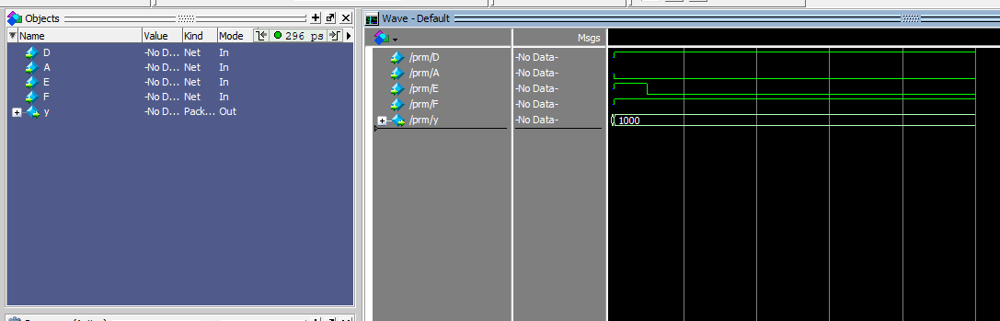 Objects
Name Value Kind Mode 296 ps
D -No D... Net In
A -No D... Net In
E -No D... Net In
F -No D... Net In
y -No D... Pack... Out
Wave - Default
Msgs
/prm/D -No Data-
/prm/A -No Data-
/prm/E -No Data-
/prm/F -No Data-
/prm/y -No Data- 1000